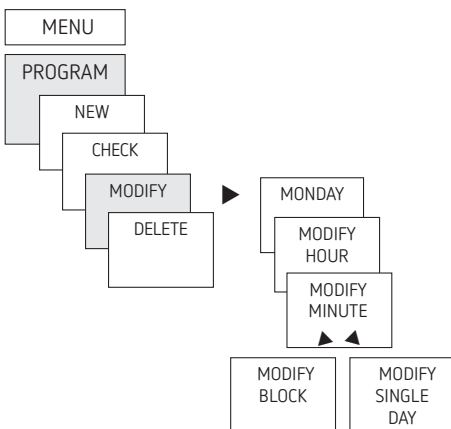 MENU
PROGRAM
NEW
CHECK
MODIFY
DELETE
MONDAY
MODIFY
HOUR
MODIFY
MINUTE
MODIFY
BLOCK
MODIFY
SINGLE
DAY